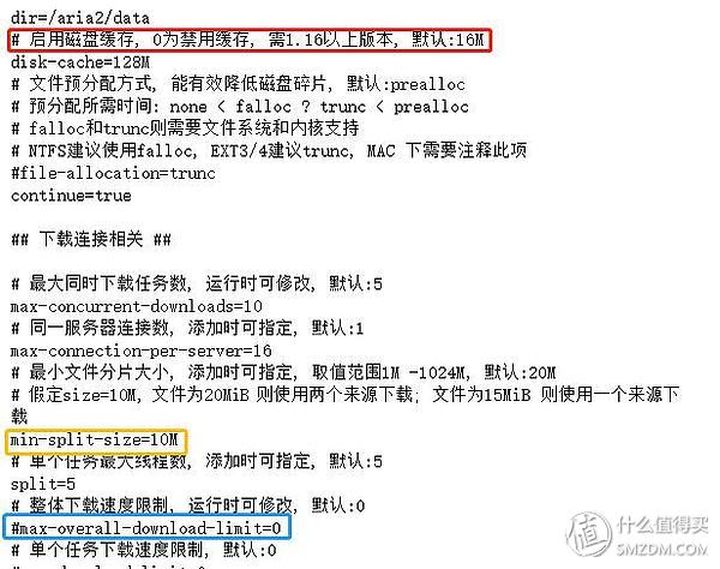 dir=/aria2/data
# 启用磁盘缓存, 0为禁用缓存, 需1.16以上版本, 默认:16M
disk-cache=128M
# 文件预分配方式, 能有效降低磁盘碎片, 默认:prealloc
# 预分配所需时间: none < falloc ? trunc < prealloc
# falloc和trunc则需要文件系统和内核支持
# NTFS建议使用falloc, EXT3/4建议trunc, MAC 下需要注释此项
#file-allocation=trunc
continue=true
## 下载连接相关 ##
# 最大同时下载任务数, 运行时可修改, 默认:5
max-concurrent-downloads=10
# 同一服务器连接数, 添加时可指定, 默认:1
max-connection-per-server=16
# 最小文件分片大小, 添加时可指定, 取值范围1M -1024M, 默认:20M
# 假定size=10M, 文件为20MiB 则使用两个来源下载; 文件为15MiB 则使用一个来源下
载
min-split-size=10M
# 单个任务最大线程数, 添加时可指定, 默认:5
split=5
# 整体下载速度限制, 运行时可修改, 默认:0
#max-overall-download-limit=0
# 单个任务下载速度限制, 默认:0
值 什么值得买
SMZDM.COM